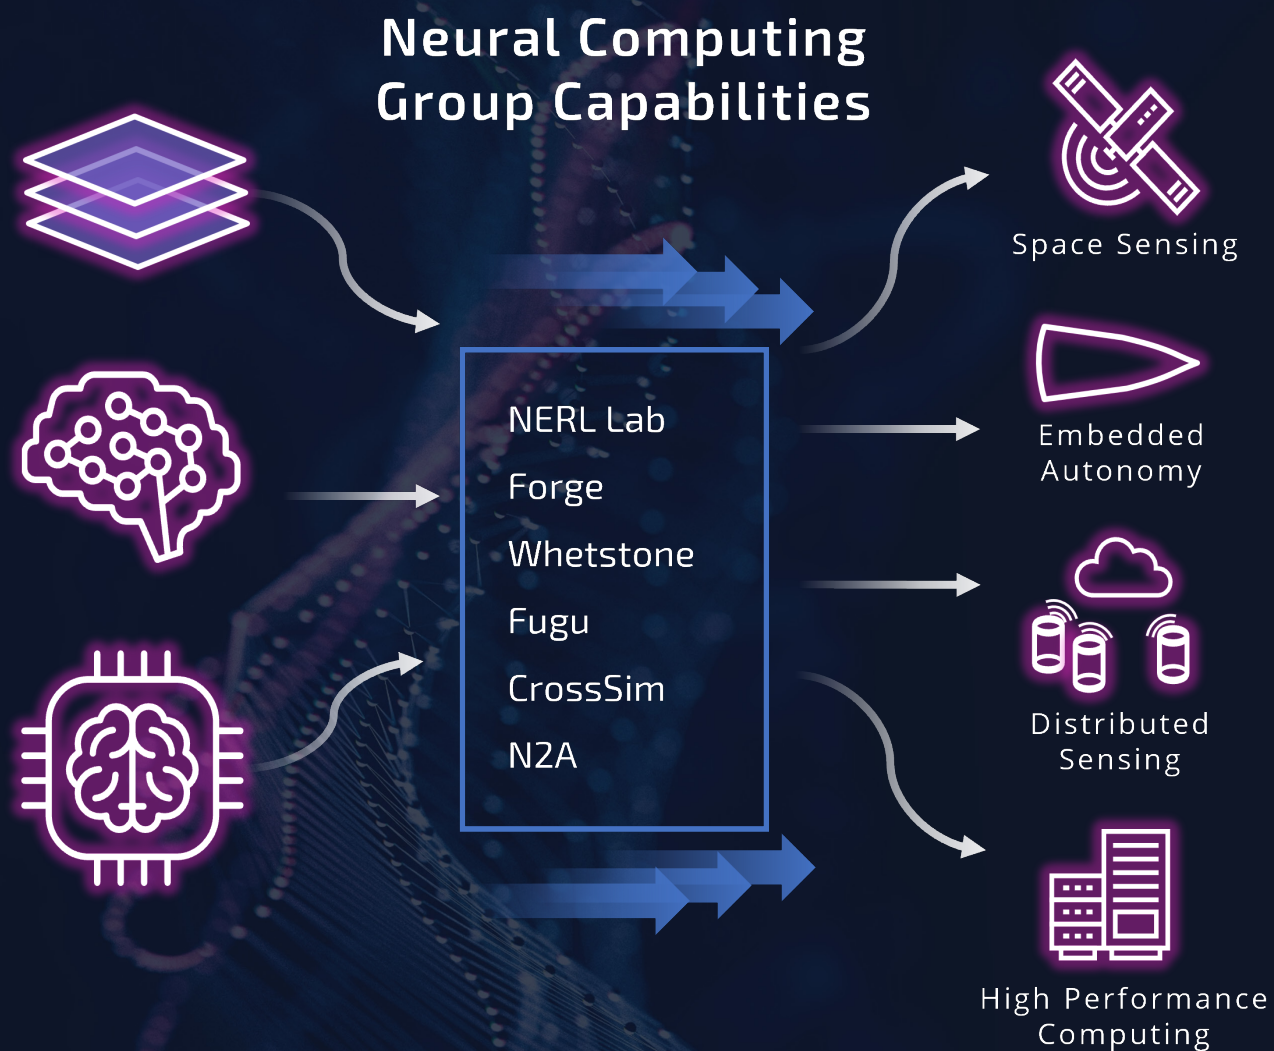 Neural Computing
Group Capabilities
NERL Lab
Forge
Whetstone
Fugu
CrossSim
N2A
Space Sensing
Embedded
Autonomy
Distributed
Sensing
High Performance
Computing